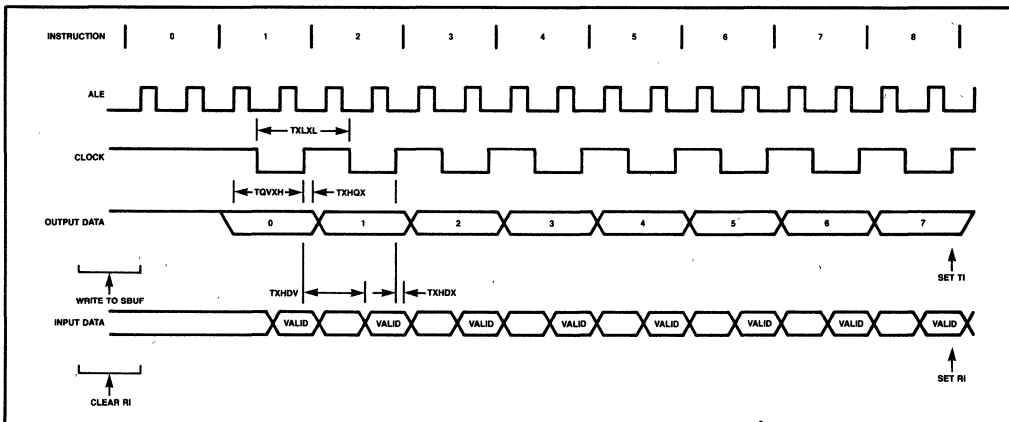 INSTRUCTION 0 1 2 3 4 5 6 7 8
ALE
TXLXL
CLOCK
TQVXH TXHQX
OUTPUT DATA 0 1 2 3 4 5 6 7
WRITE TO SBUF
SET TI
TXHDV TXHDX
INPUT DATA VALID VALID VALID VALID VALID VALID VALID VALID
CLEAR RI
SET RI